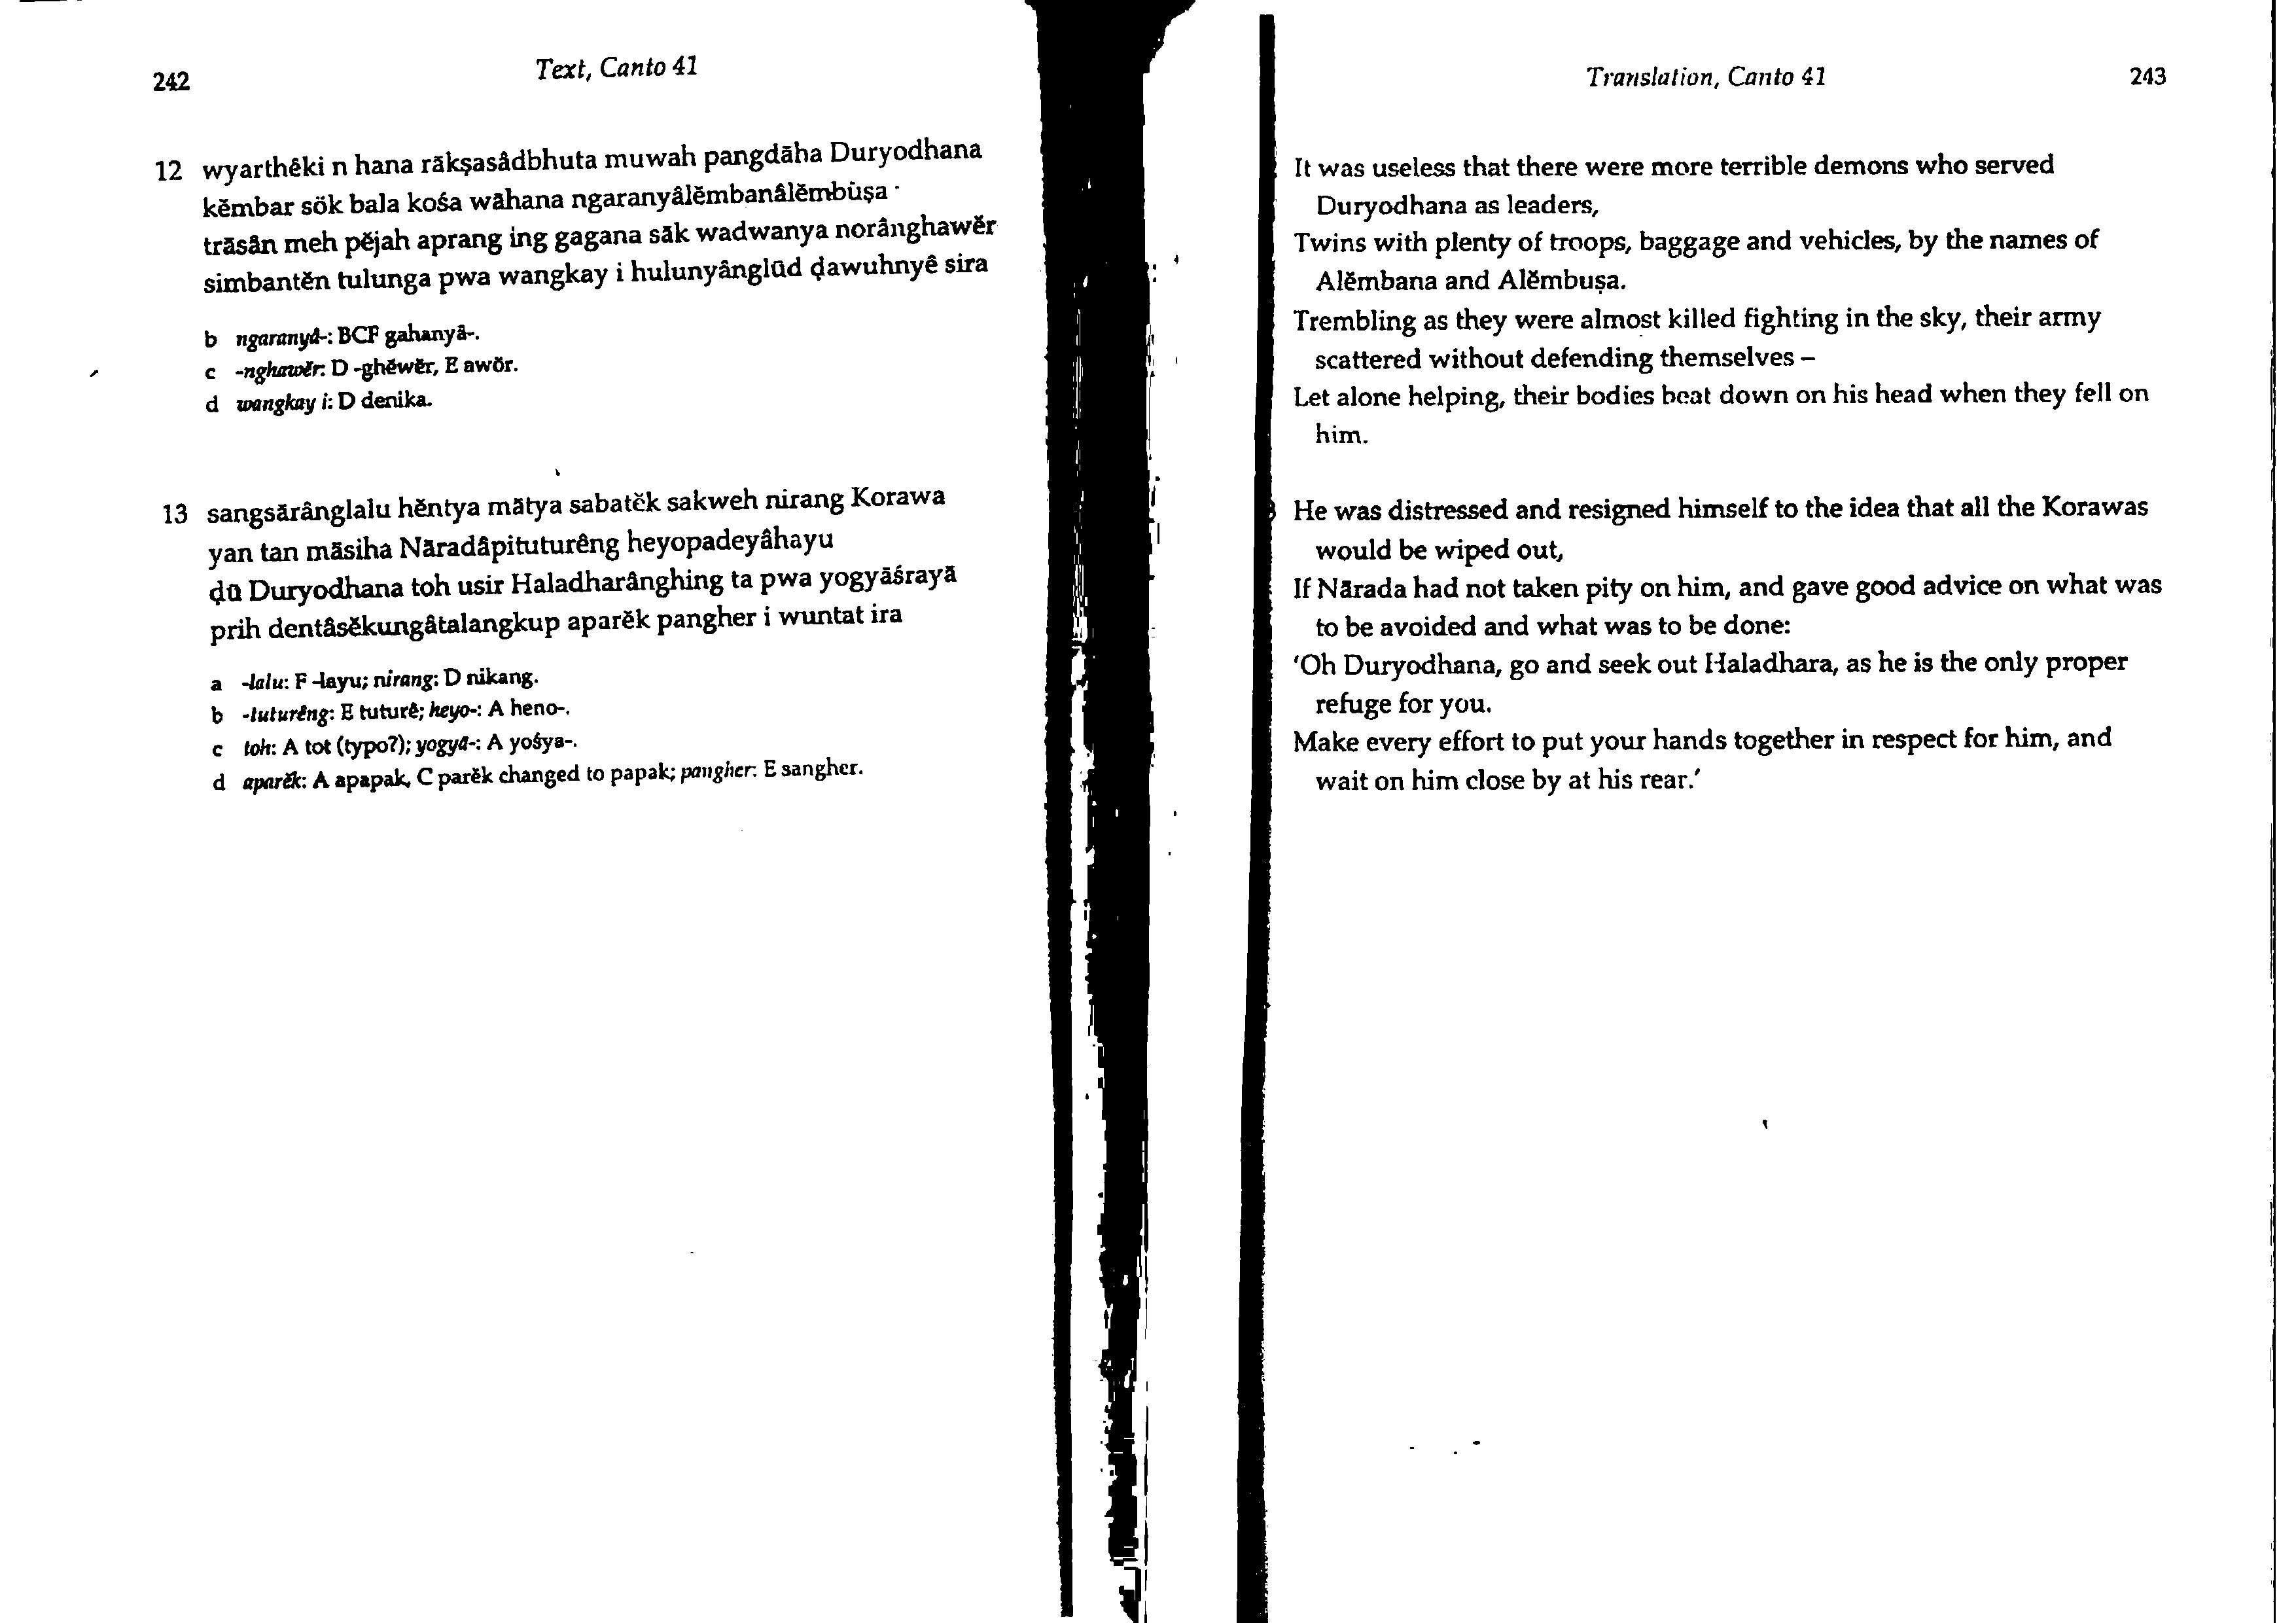 242
Text, Canto 41
12 wyarthêki n hana rākṣasâdbhuta muwah pangdāha Duryodhana
kĕmbar sök bala kośa wāhana ngaranyâlĕmbanâlĕmbùṣa
trāsân meh pĕjah aprang ing gagana sāk wadwanya norânghawĕr
simbantĕn tulunga pwa wangkay i hulunyânglūd ḍawuhnyê sira
b ngaranyâ-: BCF gahanyâ-.
c -nghawĕr: D -ghĕwĕr, E awör.
d wangkay i: D denika.
13 sangsārânglalu hĕntya mātya sabatĕk sakweh nirang Korawa
yan tan māsiha Nāradâpituturêng heyopadeyâhayu
ḍū Duryodhana toh usir Haladharânghing ta pwa yogyāśrayā
prih dentâsĕkungâtalangkup aparĕk pangher i wuntat ira
a -lalu: F -layu; nirang: D nikang.
b -tuturêng: E tuturê; heyo-: A heno-.
c toh: A tot (typo?); yogyā-: A yośya-.
d aparĕk: A apapak, C parĕk changed to papak; pangher: E sangher.
Translation, Canto 41
243
It was useless that there were more terrible demons who served
Duryodhana as leaders,
Twins with plenty of troops, baggage and vehicles, by the names of
Alĕmbana and Alĕmbuṣa.
Trembling as they were almost killed fighting in the sky, their army
scattered without defending themselves –
Let alone helping, their bodies beat down on his head when they fell on
him.
He was distressed and resigned himself to the idea that all the Korawas
would be wiped out,
If Nārada had not taken pity on him, and gave good advice on what was
to be avoided and what was to be done:
'Oh Duryodhana, go and seek out Haladhara, as he is the only proper
refuge for you.
Make every effort to put your hands together in respect for him, and
wait on him close by at his rear.'